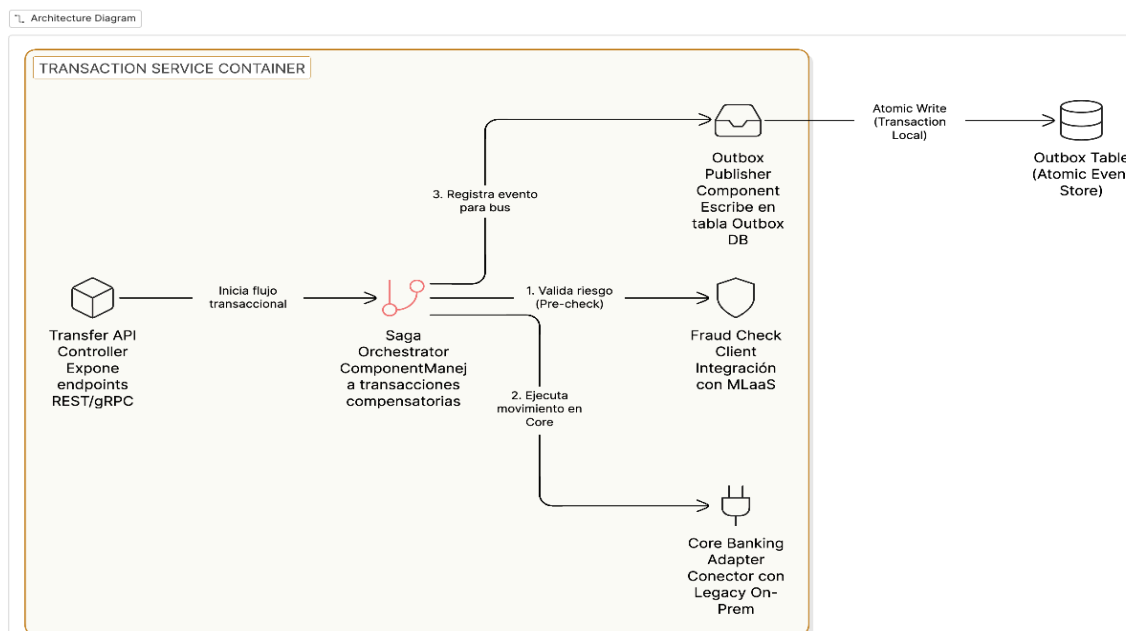 Architecture Diagram
TRANSACTION SERVICE CONTAINER
Atomic Write
(Transaction
Local)
Outbox
Publisher
Component
Escribe en
tabla Outbox
DB
Outbox Table
(Atomic Even
Store)
3. Registra evento
para bus
Inicia flujo
transaccional
1. Valida riesgo
(Pre-check)
Transfer API
Controller
Expone
endpoints
REST/gRPC
Saga
Orchestrator
ComponentManej
a transacciones
compensatorias
Fraud Check
Client
Integración
con MLaaS
2. Ejecuta
movimiento en
Core
Core Banking
Adapter
Conector con
Legacy On-
Prem